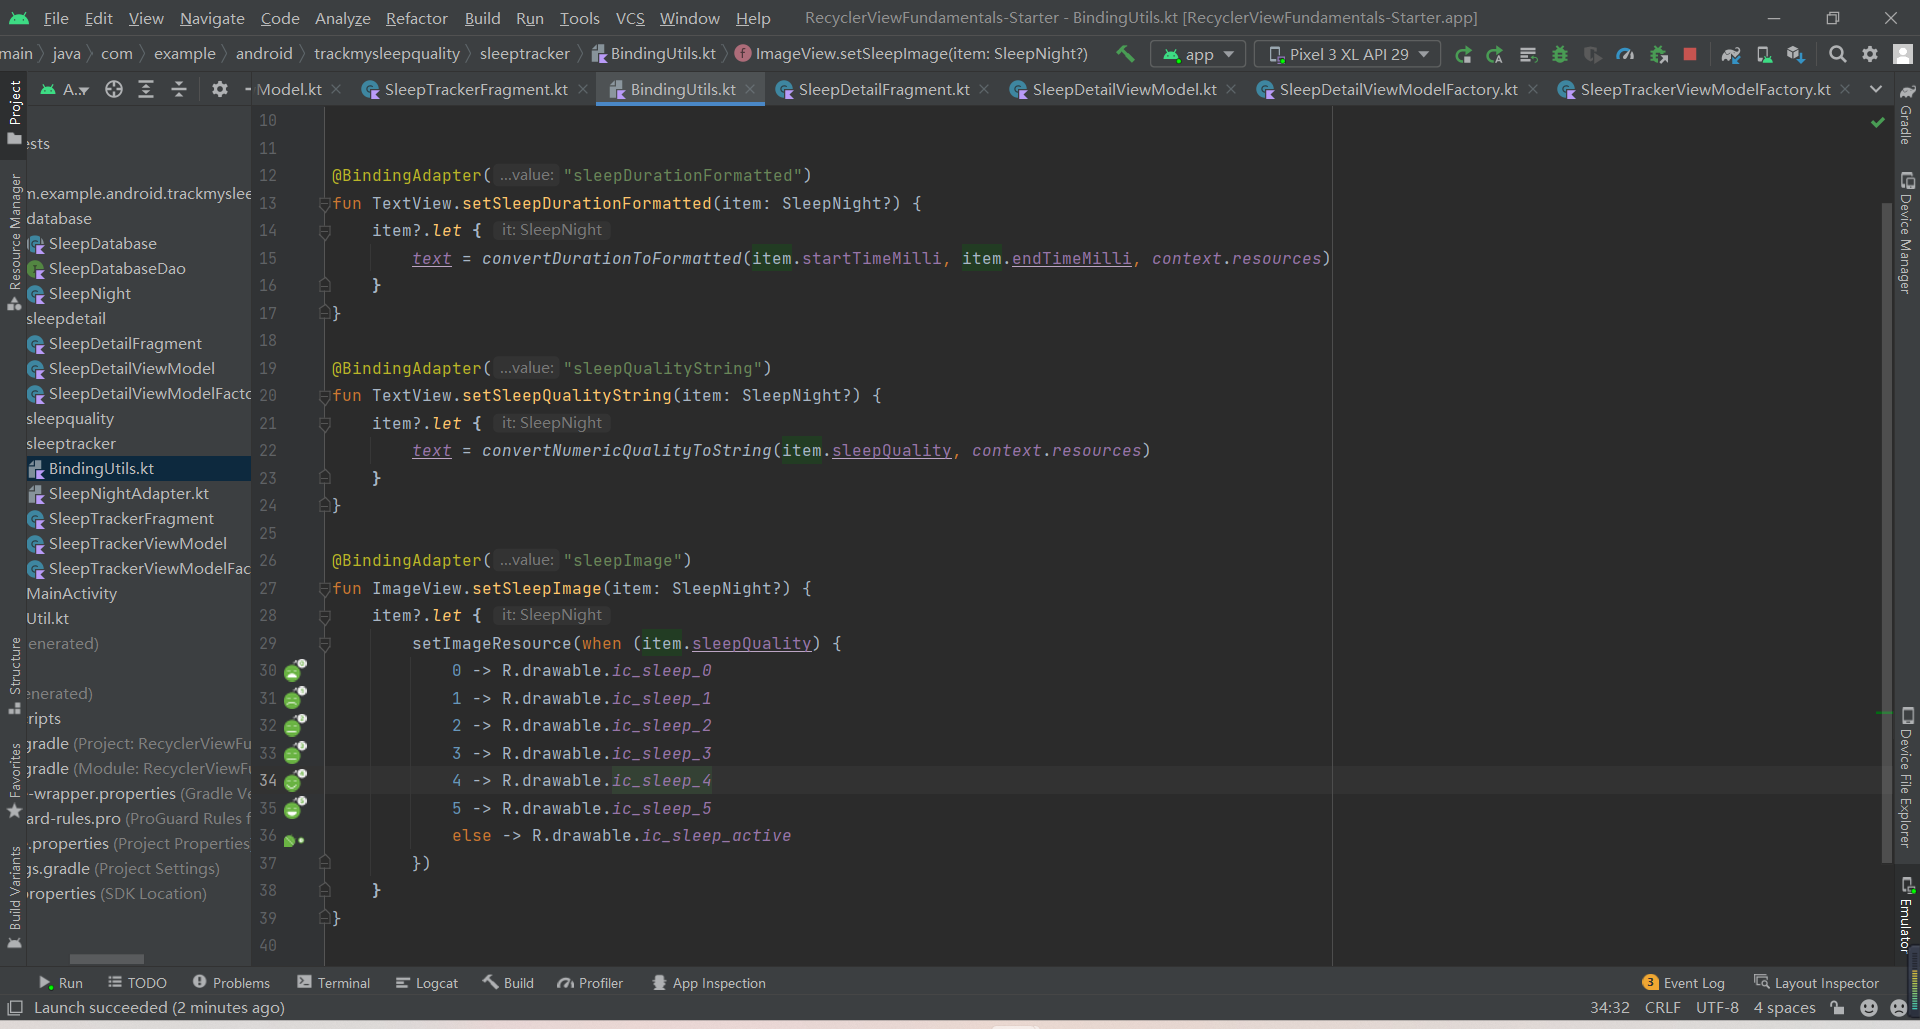 File Edit View Navigate Code Analyze Refactor Build Run Tools VCS Window Help RecyclerViewFundamentals-Starter - BindingUtils.kt [RecyclerViewFundamentals-Starter.app]
main java com example android trackmysleepquality sleeptracker BindingUtils.kt ImageView.setSleepImage(item: SleepNight?) app Pixel 3 XL API 29
A.. Model.kt SleepTrackerFragment.kt BindingUtils.kt SleepDetailFragment.kt SleepDetailViewModel.kt SleepDetailViewModelFactory.kt SleepTrackerViewModelFactory.kt
Project
Resource Manager
Structure
Favorites
Build Variants
ests
m.example.android.trackmyslee
database
SleepDatabase
SleepDatabaseDao
SleepNight
sleepdetail
SleepDetailFragment
SleepDetailViewModel
SleepDetailViewModelFacto
sleepquality
sleeptracker
BindingUtils.kt
SleepNightAdapter.kt
SleepTrackerFragment
SleepTrackerViewModel
SleepTrackerViewModelFac
MainActivity
Util.kt
enerated)
enerated)
cripts
gradle (Project: RecyclerViewFu
gradle (Module: RecyclerViewF
-wrapper.properties (Gradle Ve
ard-rules.pro (ProGuard Rules f
.properties (Project Properties
gs.gradle (Project Settings)
properties (SDK Location)
10
11
12 @BindingAdapter( ...value: "sleepDurationFormatted")
13 fun TextView.setSleepDurationFormatted(item: SleepNight?) {
14 item?.let { it: SleepNight
15 text = convertDurationToFormatted(item.startTimeMilli, item.endTimeMilli, context.resources)
16 }
17 }
18
19 @BindingAdapter( ...value: "sleepQualityString")
20 fun TextView.setSleepQualityString(item: SleepNight?) {
21 item?.let { it: SleepNight
22 text = convertNumericQualityToString(item.sleepQuality, context.resources)
23 }
24 }
25
26 @BindingAdapter( ...value: "sleepImage")
27 fun ImageView.setSleepImage(item: SleepNight?) {
28 item?.let { it: SleepNight
29 setImageResource(when (item.sleepQuality) {
30 0 -> R.drawable.ic_sleep_0
31 1 -> R.drawable.ic_sleep_1
32 2 -> R.drawable.ic_sleep_2
33 3 -> R.drawable.ic_sleep_3
34 4 -> R.drawable.ic_sleep_4
35 5 -> R.drawable.ic_sleep_5
36 else -> R.drawable.ic_sleep_active
37 })
38 }
39 }
40
Gradle
Device Manager
Device File Explorer
Emulator
Run TODO Problems Terminal Logcat Build Profiler App Inspection 3 Event Log Layout Inspector
Launch succeeded (2 minutes ago) 34:32 CRLF UTF-8 4 spaces